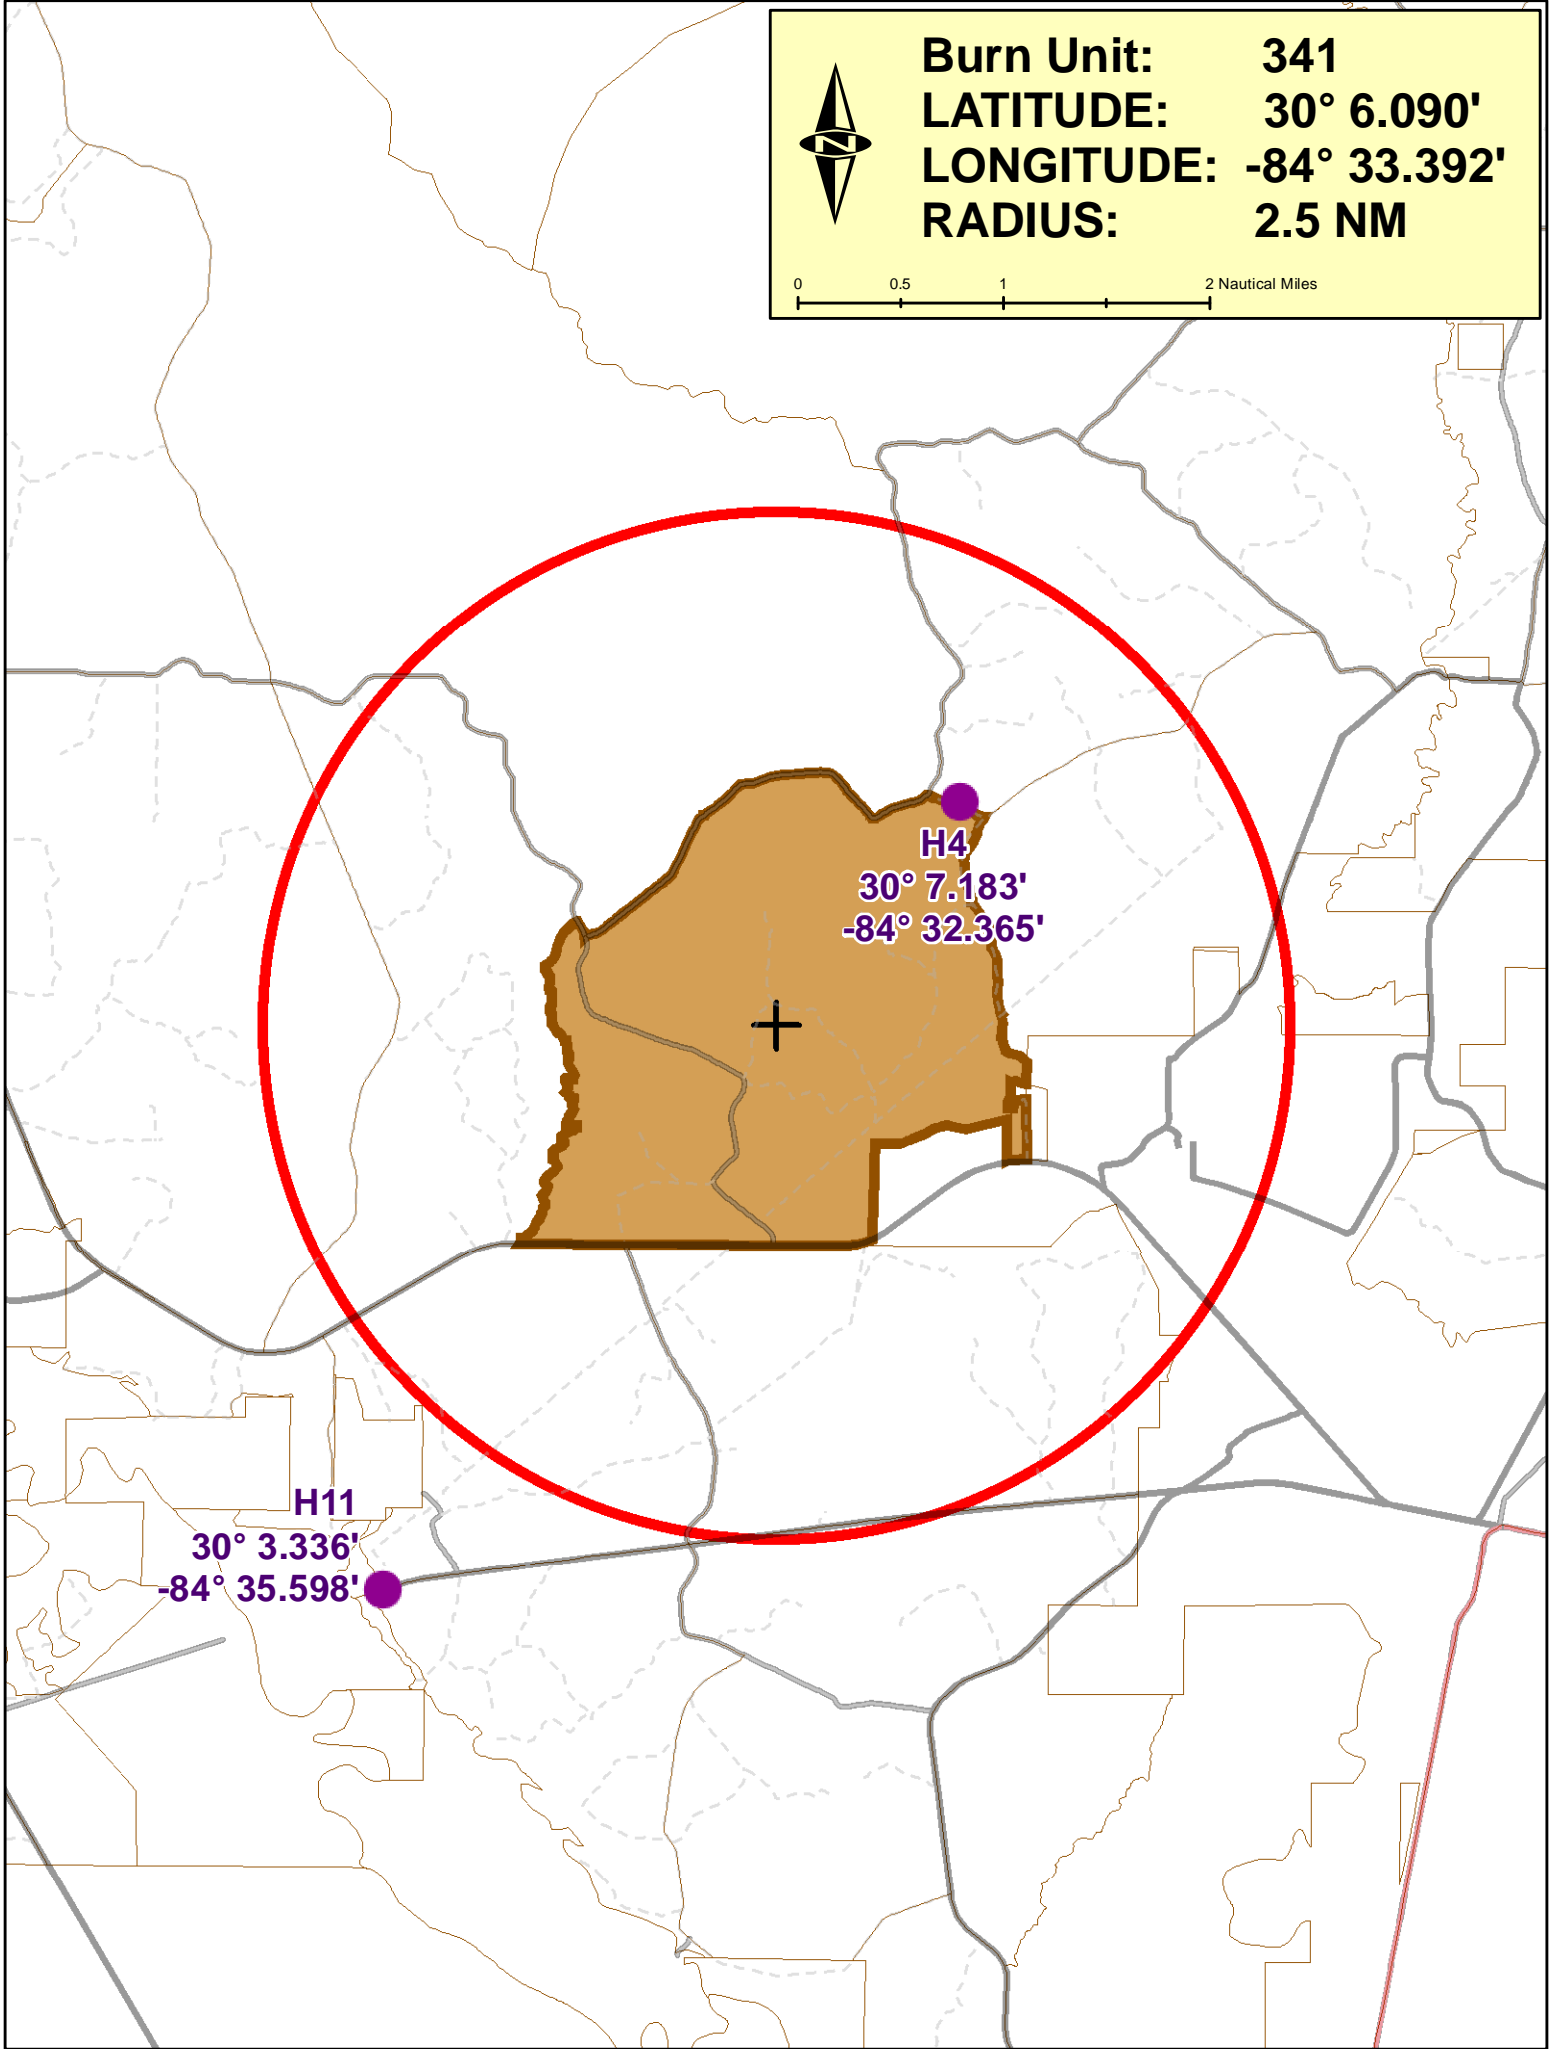 Burn Unit: 341
LATITUDE: 30° 6.090'
LONGITUDE: -84° 33.392'
RADIUS: 2.5 NM
N
0 0.5 1 2 Nautical Miles
H4
30° 7.183'
-84° 32.365'
H11
30° 3.336'
-84° 35.598'